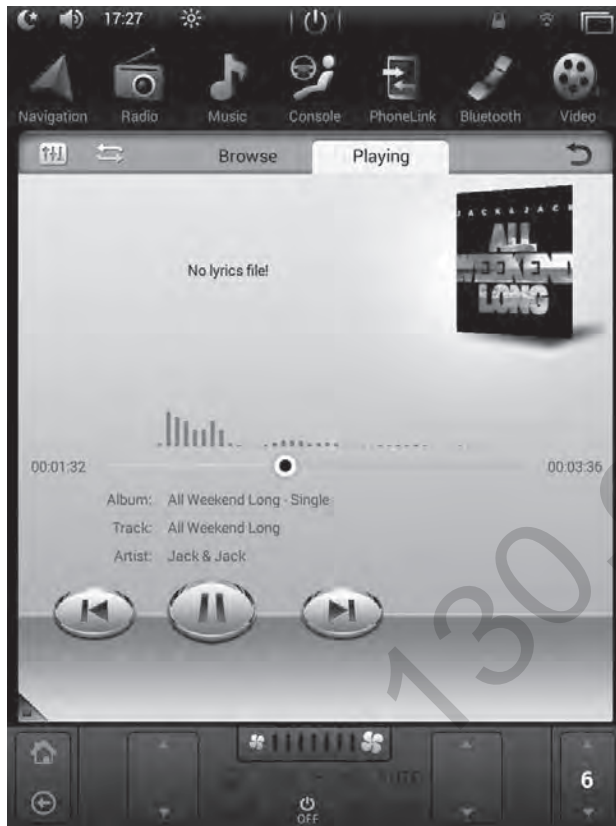 17:27
Navigation Radio Music Console PhoneLink Bluetooth Video
Browse Playing
JACK & JACK
ALL
WEEKEND
LONG
No lyrics file!
00:01:32 00:03:36
Album: All Weekend Long - Single
Track: All Weekend Long
Artist: Jack & Jack
130.
6
OFF